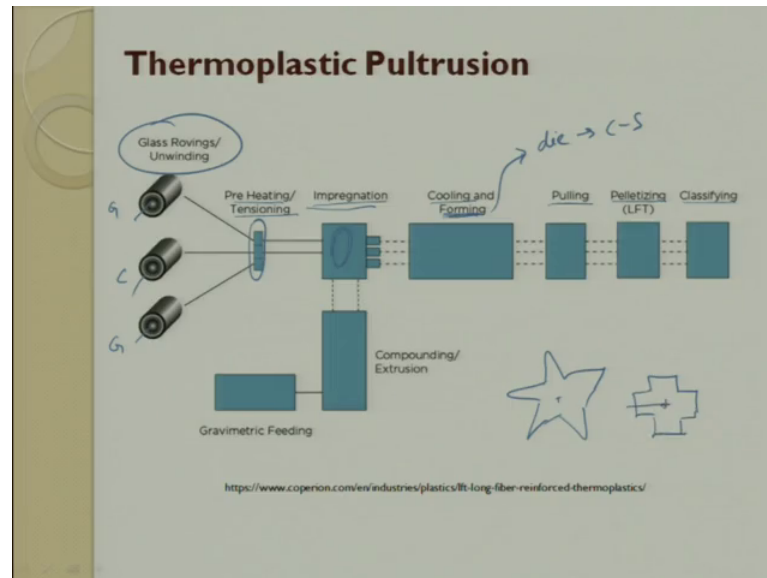 Thermoplastic Pultrusion
Glass Rovings/
Unwinding
die → C-S
G
Pre Heating/
Tensioning
Impregnation
Cooling and
Forming
Pulling
Pelletizing
(LFT)
Classifying
C
G
Compounding/
Extrusion
Gravimetric Feeding
https://www.coperion.com/en/industries/plastics/lft-long-fiber-reinforced-thermoplastics/